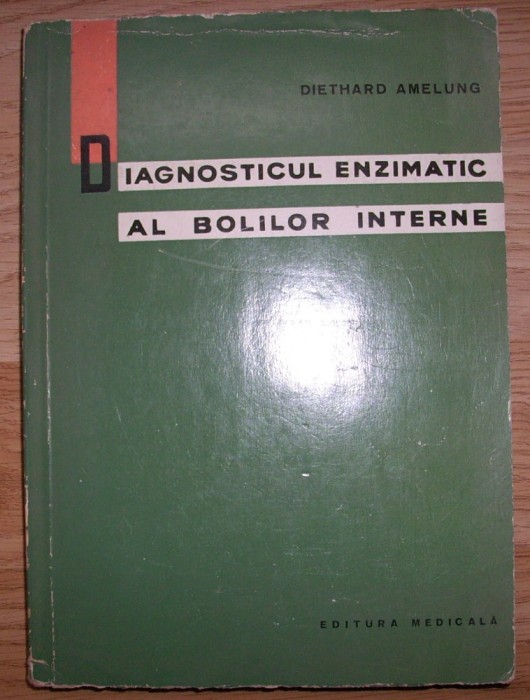 DIETHARD AMELUNG
DIAGNOSTICUL ENZIMATIC
AL BOLILOR INTERNE
EDITURA MEDICALĂ